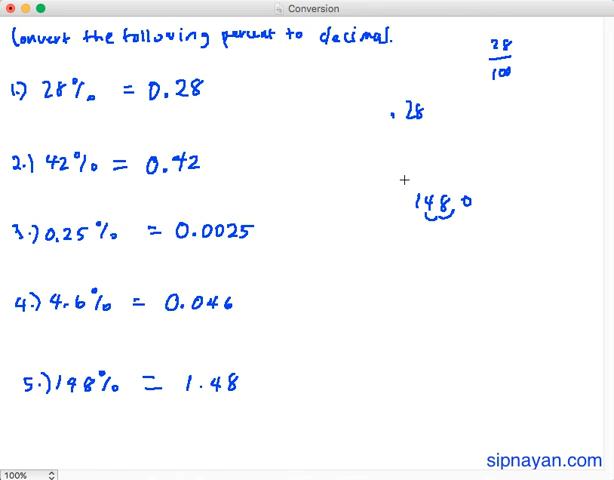 Conversion
Convert the following percent to decimal.
28
100
1.) 28% = 0.28
. 28
2.) 42% = 0.42
148.0
3.) 0.25% = 0.0025
4.) 4.6% = 0.046
5.) 148% = 1.48
sipnayan.com
100%